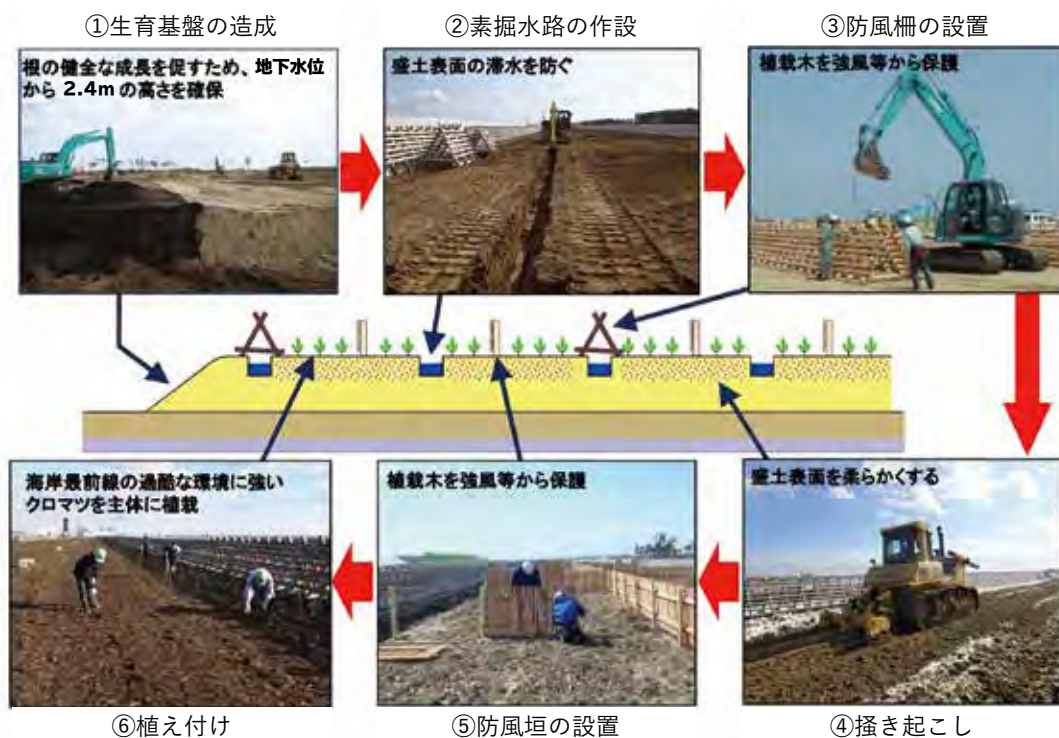 ①生育基盤の造成
根の健全な成長を促すため、地下水位
から 2.4m の高さを確保
②素掘水路の作設
盛土表面の滞水を防ぐ
③防風柵の設置
植栽木を強風等から保護
④掻き起こし
盛土表面を柔らかくする
⑤防風垣の設置
植栽木を強風等から保護
⑥植え付け
海岸最前線の過酷な環境に強い
クロマツを主体に植栽